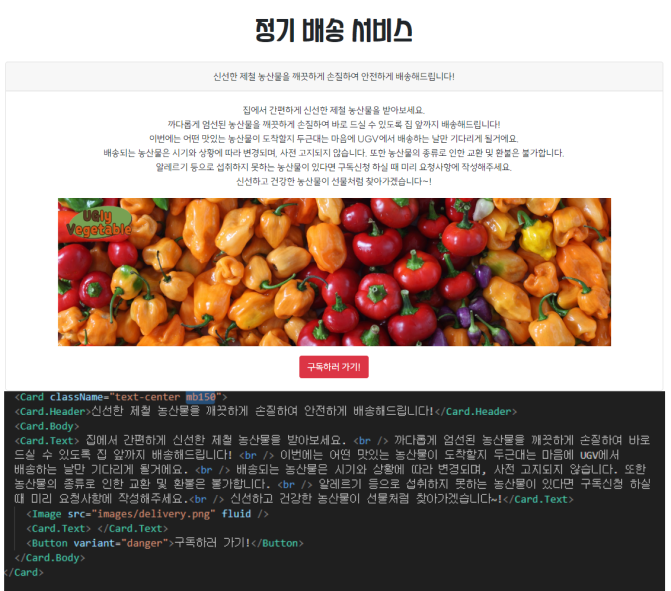 정기 배송 서비스
신선한 제철 농산물을 깨끗하게 손질하여 안전하게 배송해드립니다!
집에서 간편하게 신선한 제철 농산물을 받아보세요.
까다롭게 엄선된 농산물을 깨끗하게 손질하여 바로 드실 수 있도록 집 앞까지 배송해드립니다!
이번에는 어떤 맛있는 농산물이 도착할지 두근대는 마음에 UGV에서 배송하는 날만 기다리게 될거에요.
배송되는 농산물은 시기와 상황에 따라 변경되며, 사전 고지되지 않습니다. 또한 농산물의 종류로 인한 교환 및 환불은 불가합니다.
알레르기 등으로 섭취하지 못하는 농산물이 있다면 구독신청 하실 때 미리 요청사항에 작성해주세요.
신선하고 건강한 농산물이 선물처럼 찾아가겠습니다~!
UGly
Vegetable
구독하러 가기!
<Card className="text-center mb150">
<Card.Header>신선한 제철 농산물을 깨끗하게 손질하여 안전하게 배송해드립니다!</Card.Header>
<Card.Body>
<Card.Text> 집에서 간편하게 신선한 제철 농산물을 받아보세요. <br /> 까다롭게 엄선된 농산물을 깨끗하게 손질하여 바로
드실 수 있도록 집 앞까지 배송해드립니다! <br /> 이번에는 어떤 맛있는 농산물이 도착할지 두근대는 마음에 UGV에서
배송하는 날만 기다리게 될거에요. <br /> 배송되는 농산물은 시기와 상황에 따라 변경되며, 사전 고지되지 않습니다. 또한
농산물의 종류로 인한 교환 및 환불은 불가합니다. <br /> 알레르기 등으로 섭취하지 못하는 농산물이 있다면 구독신청 하실
때 미리 요청사항에 작성해주세요.<br /> 신선하고 건강한 농산물이 선물처럼 찾아가겠습니다~!</Card.Text>
<Image src="images/delivery.png" fluid />
<Card.Text> </Card.Text>
<Button variant="danger">구독하러 가기!</Button>
</Card.Body>
</Card>